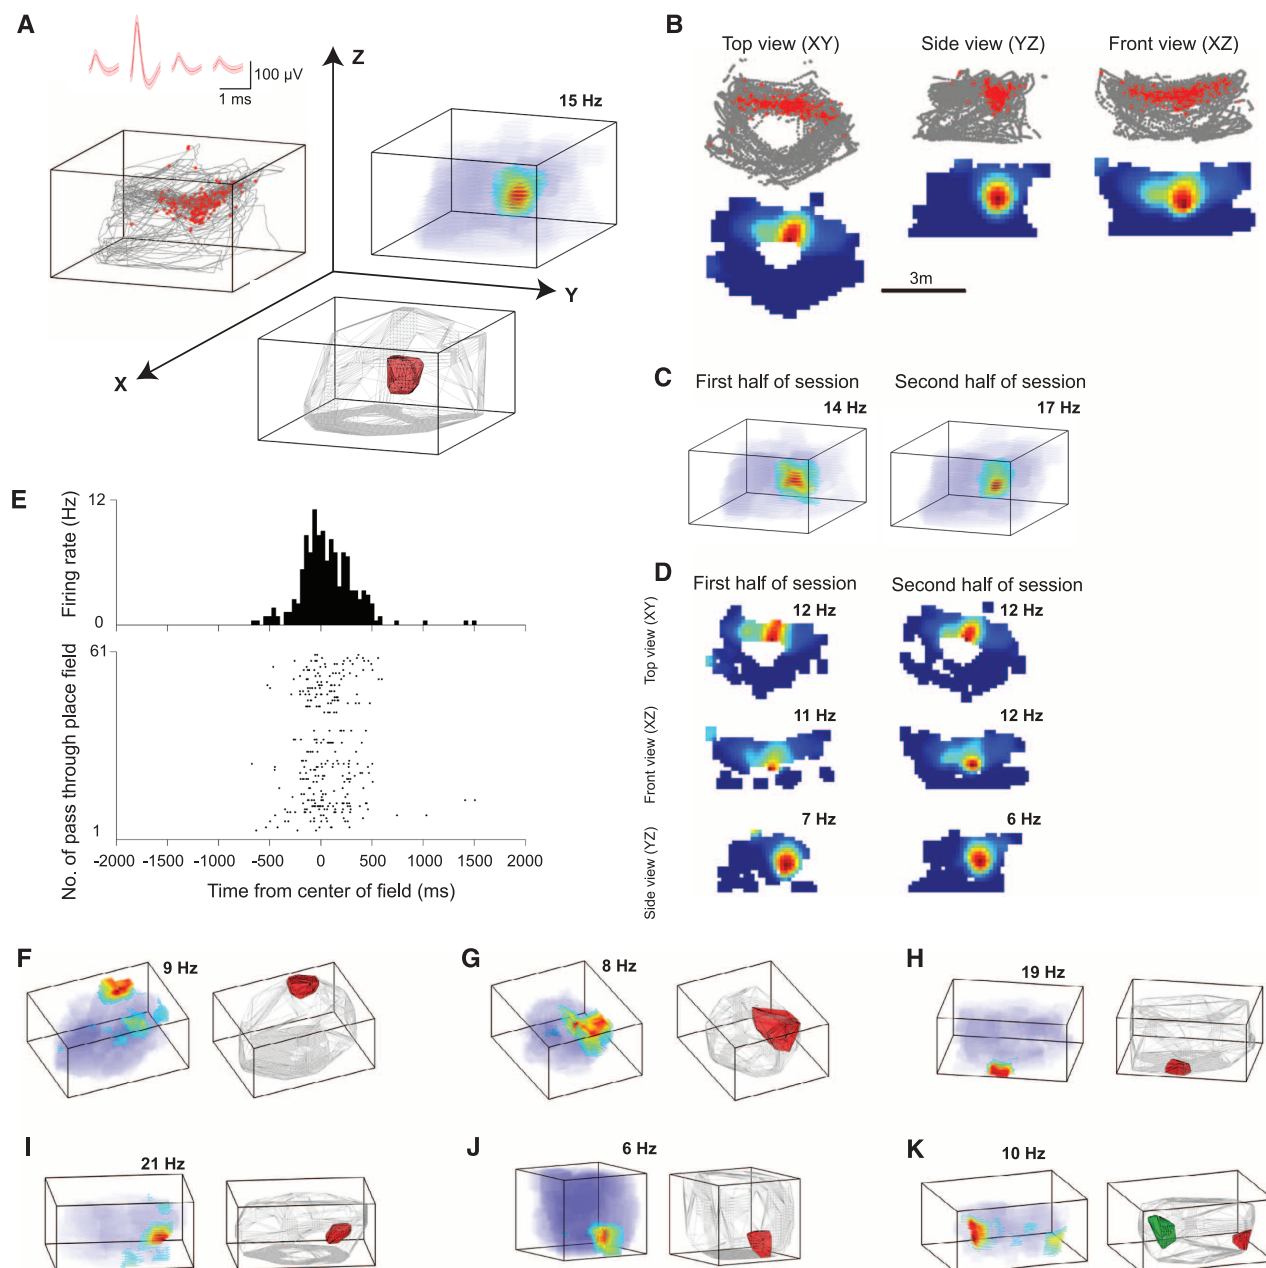 A
100 µV
1 ms
Z
15 Hz
Y
X
B
Top view (XY)
Side view (YZ)
Front view (XZ)
3m
C
First half of session
Second half of session
14 Hz
17 Hz
D
First half of session
Second half of session
Top view (XY)
12 Hz
12 Hz
Front view (XZ)
11 Hz
12 Hz
Side view (YZ)
7 Hz
6 Hz
E
Firing rate (Hz)
12
0
No. of pass through place field
61
1
-2000 -1000 -500 0 500 1000 1500 2000
Time from center of field (ms)
F
9 Hz
G
8 Hz
H
19 Hz
I
21 Hz
J
6 Hz
K
10 Hz